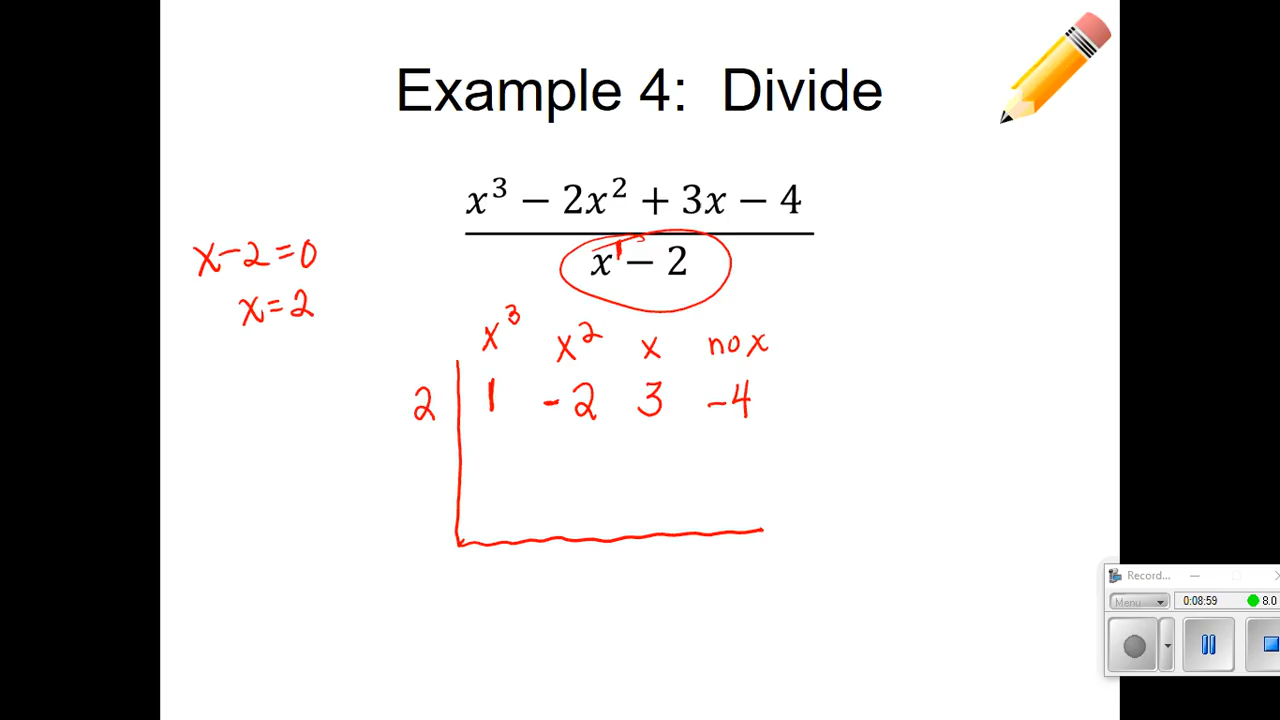 Example 4: Divide
x³ − 2x² + 3x − 4
x − 2
1
x-2=0
x=2
x³ x² x no x
2 1 -2 3 -4
Record...
Menu
0:08:59
8.0